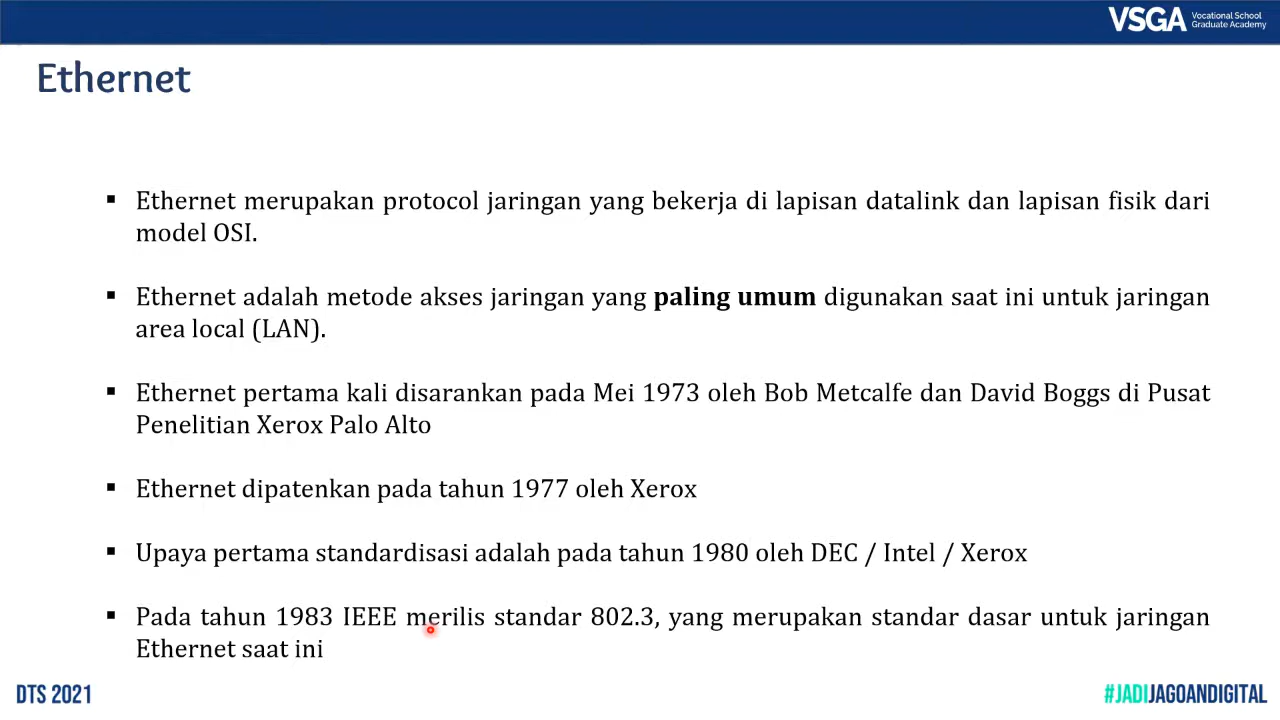 VSGA Vocational School
Graduate Academy
Ethernet
▪ Ethernet merupakan protocol jaringan yang bekerja di lapisan datalink dan lapisan fisik dari
model OSI.
▪ Ethernet adalah metode akses jaringan yang paling umum digunakan saat ini untuk jaringan
area local (LAN).
▪ Ethernet pertama kali disarankan pada Mei 1973 oleh Bob Metcalfe dan David Boggs di Pusat
Penelitian Xerox Palo Alto
▪ Ethernet dipatenkan pada tahun 1977 oleh Xerox
▪ Upaya pertama standardisasi adalah pada tahun 1980 oleh DEC / Intel / Xerox
▪ Pada tahun 1983 IEEE merilis standar 802.3, yang merupakan standar dasar untuk jaringan
Ethernet saat ini
DTS 2021
#JADIJAGOANDIGITAL